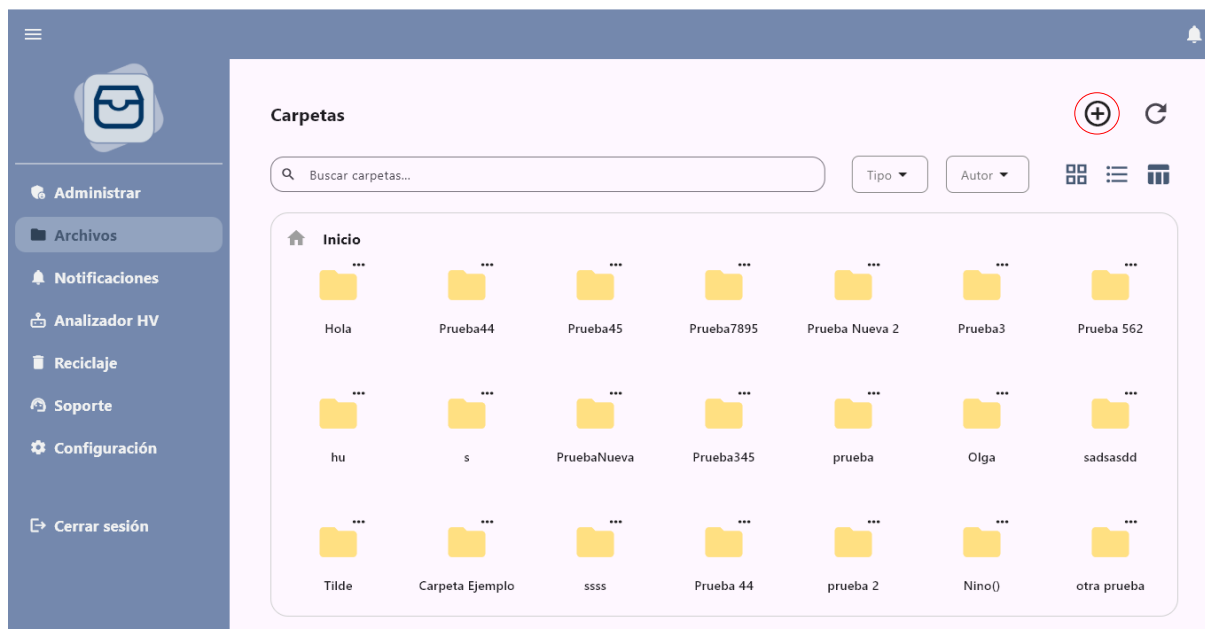 Carpetas
Buscar carpetas...
Tipo
Autor
Administrar
Archivos
Notificaciones
Analizador HV
Reciclaje
Soporte
Configuración
Cerrar sesión
Inicio
Hola Prueba44 Prueba45 Prueba7895 Prueba Nueva 2 Prueba3 Prueba 562
hu s PruebaNueva Prueba345 prueba Olga sadsasdd
Tilde Carpeta Ejemplo ssss Prueba 44 prueba 2 Nino() otra prueba